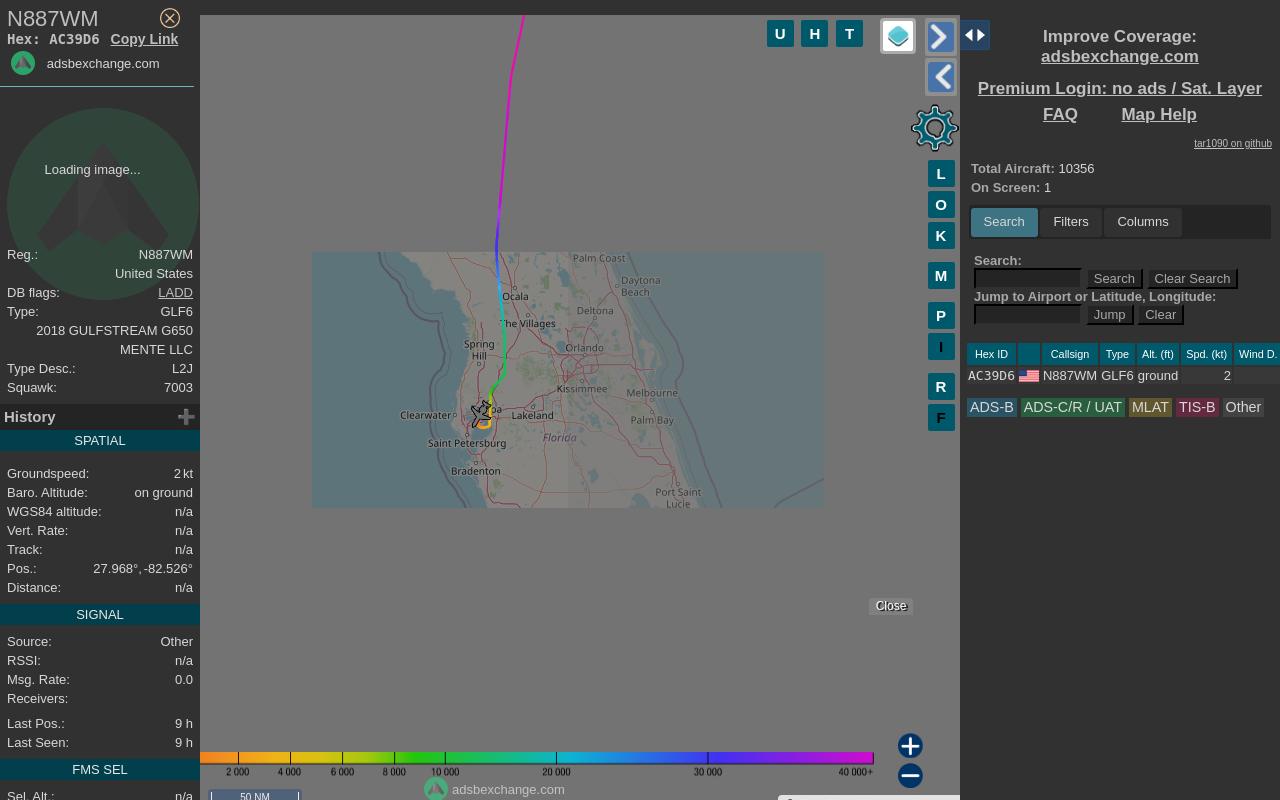 N887WM
Hex: AC39D6 Copy Link
adsbexchange.com
Loading image...
Reg.: N887WM
United States
DB flags: LADD
Type: GLF6
2018 GULFSTREAM G650
MENTE LLC
Type Desc.: L2J
Squawk: 7003
History
SPATIAL
Groundspeed: 2 kt
Baro. Altitude: on ground
WGS84 altitude: n/a
Vert. Rate: n/a
Track: n/a
Pos.: 27.968°, -82.526°
Distance: n/a
SIGNAL
Source: Other
RSSI: n/a
Msg. Rate: 0.0
Receivers:
Last Pos.: 9 h
Last Seen: 9 h
FMS SEL
Sel. Alt.: n/a
U H T
L
O
K
M
P
I
R
F
Palm Coast
Daytona
Beach
Ocala
Deltona
The Villages
Spring
Hill
Orlando
Kissimmee
Melbourne
Clearwater
Lakeland
Palm Bay
Saint Petersburg
Florida
Bradenton
Port Saint
Lucie
Close
2 000 4 000 6 000 8 000 10 000 20 000 30 000 40 000+
adsbexchange.com
50 NM
Improve Coverage:
adsbexchange.com
Premium Login: no ads / Sat. Layer
FAQ Map Help
tar1090 on github
Total Aircraft: 10356
On Screen: 1
Search Filters Columns
Search:
Search Clear Search
Jump to Airport or Latitude, Longitude:
Jump Clear
Hex ID Callsign Type Alt. (ft) Spd. (kt) Wind D.
AC39D6 N887WM GLF6 ground 2
ADS-B ADS-C/R / UAT MLAT TIS-B Other